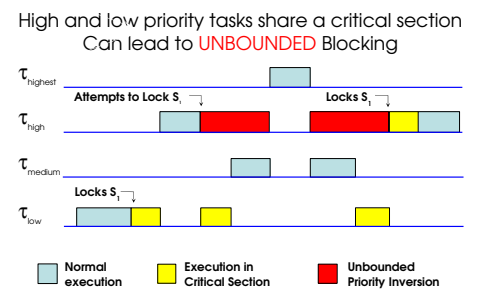 High and low priority tasks share a critical section
Can lead to UNBOUNDED Blocking
τhighest
Attempts to Lock S
Locks S1
τhigh
τmedium
Locks S1
τlow
Normal
execution
Execution in
Critical Section
Unbounded
Priority Inversion